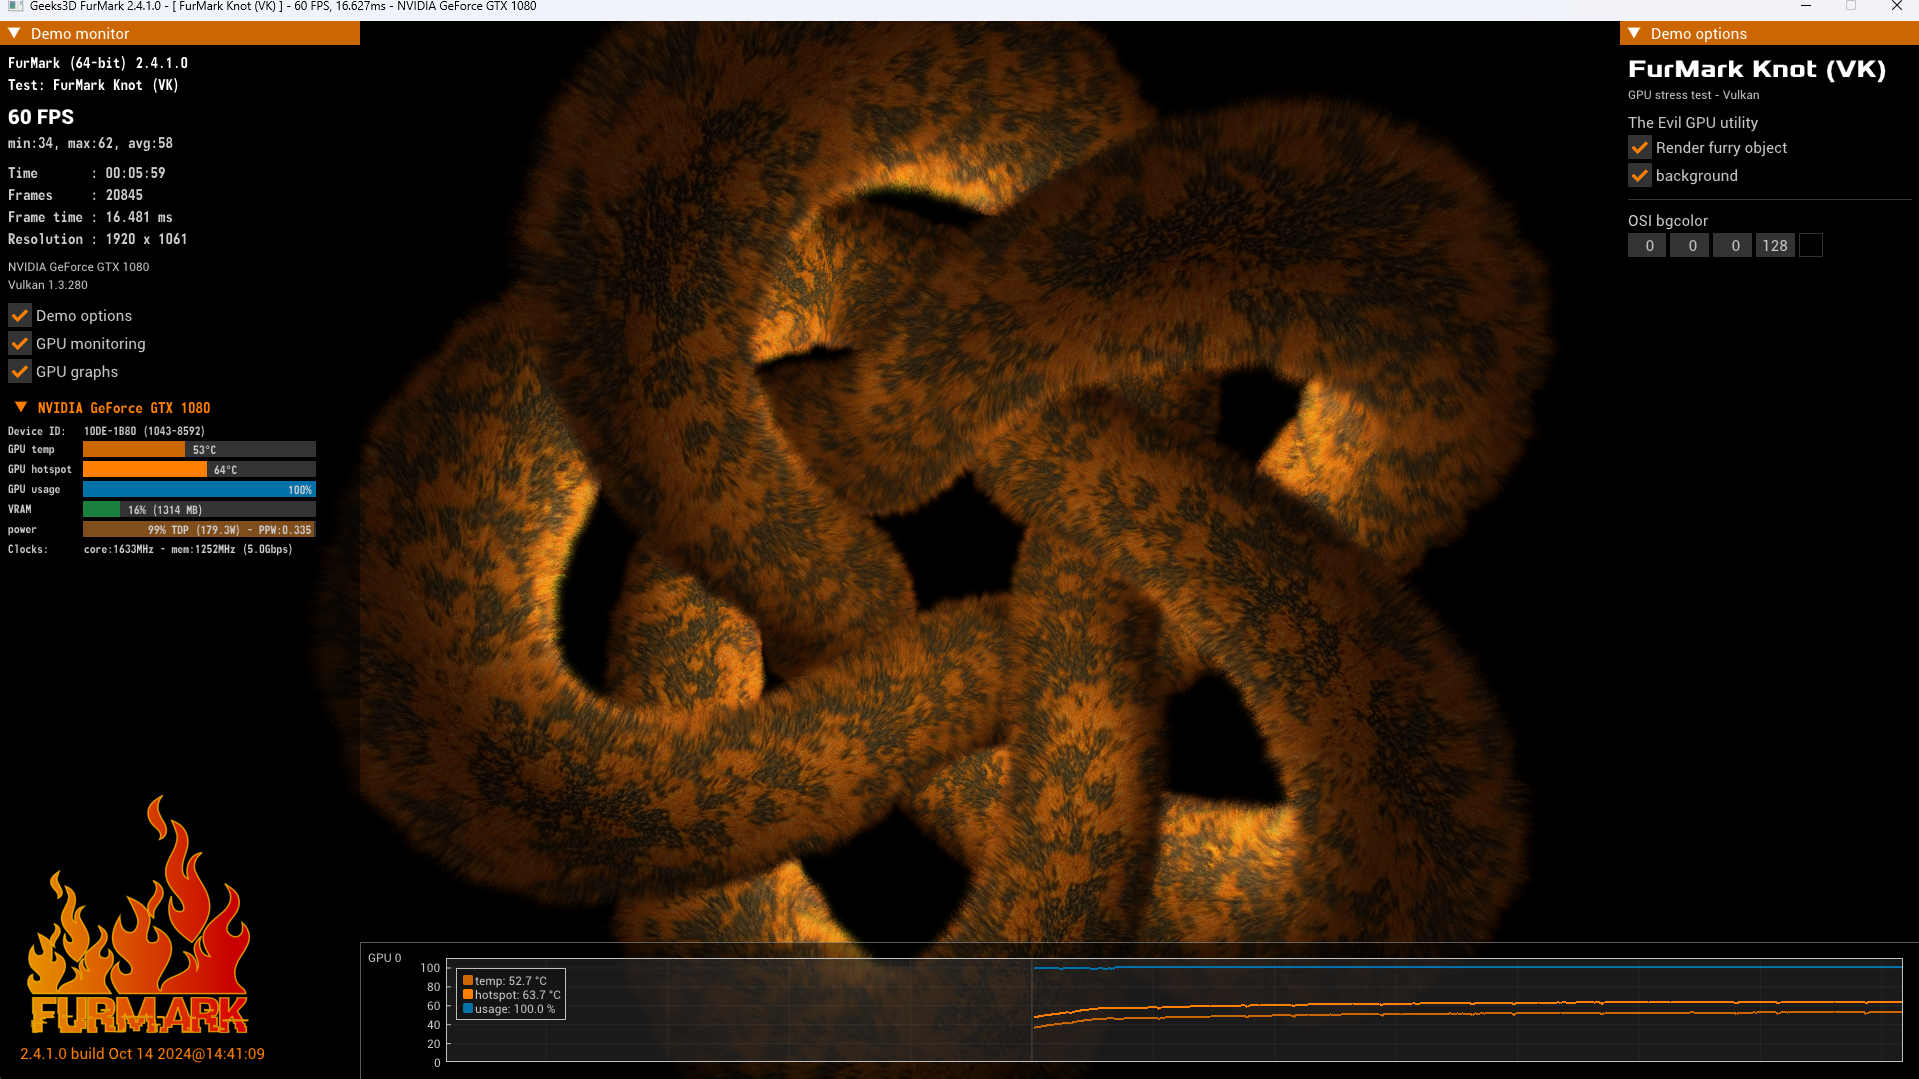 Geeks3D FurMark 2.4.1.0 - [ FurMark Knot (VK) ] - 60 FPS, 16.627ms - NVIDIA GeForce GTX 1080
Demo monitor
FurMark (64-bit) 2.4.1.0
Test: FurMark Knot (VK)
60 FPS
min:34, max:62, avg:58
Time : 00:05:59
Frames : 20845
Frame time : 16.481 ms
Resolution : 1920 x 1061
NVIDIA GeForce GTX 1080
Vulkan 1.3.280
Demo options
GPU monitoring
GPU graphs
NVIDIA GeForce GTX 1080
Device ID: 10DE-1B80 (1043-8592)
GPU temp 53°C
GPU hotspot 64°C
GPU usage 100%
VRAM 16% (1314 MB)
power 99% TDP (179.3W) - PPW:0.335
Clocks: core:1633MHz - mem:1252MHz (5.0Gbps)
FURMARK
2.4.1.0 build Oct 14 2024@14:41:09
Demo options
FurMark Knot (VK)
GPU stress test - Vulkan
The Evil GPU utility
Render furry object
background
OSI bgcolor
0 0 0 128
GPU 0
100
80
60
40
20
0
temp: 52.7 °C
hotspot: 63.7 °C
usage: 100.0 %